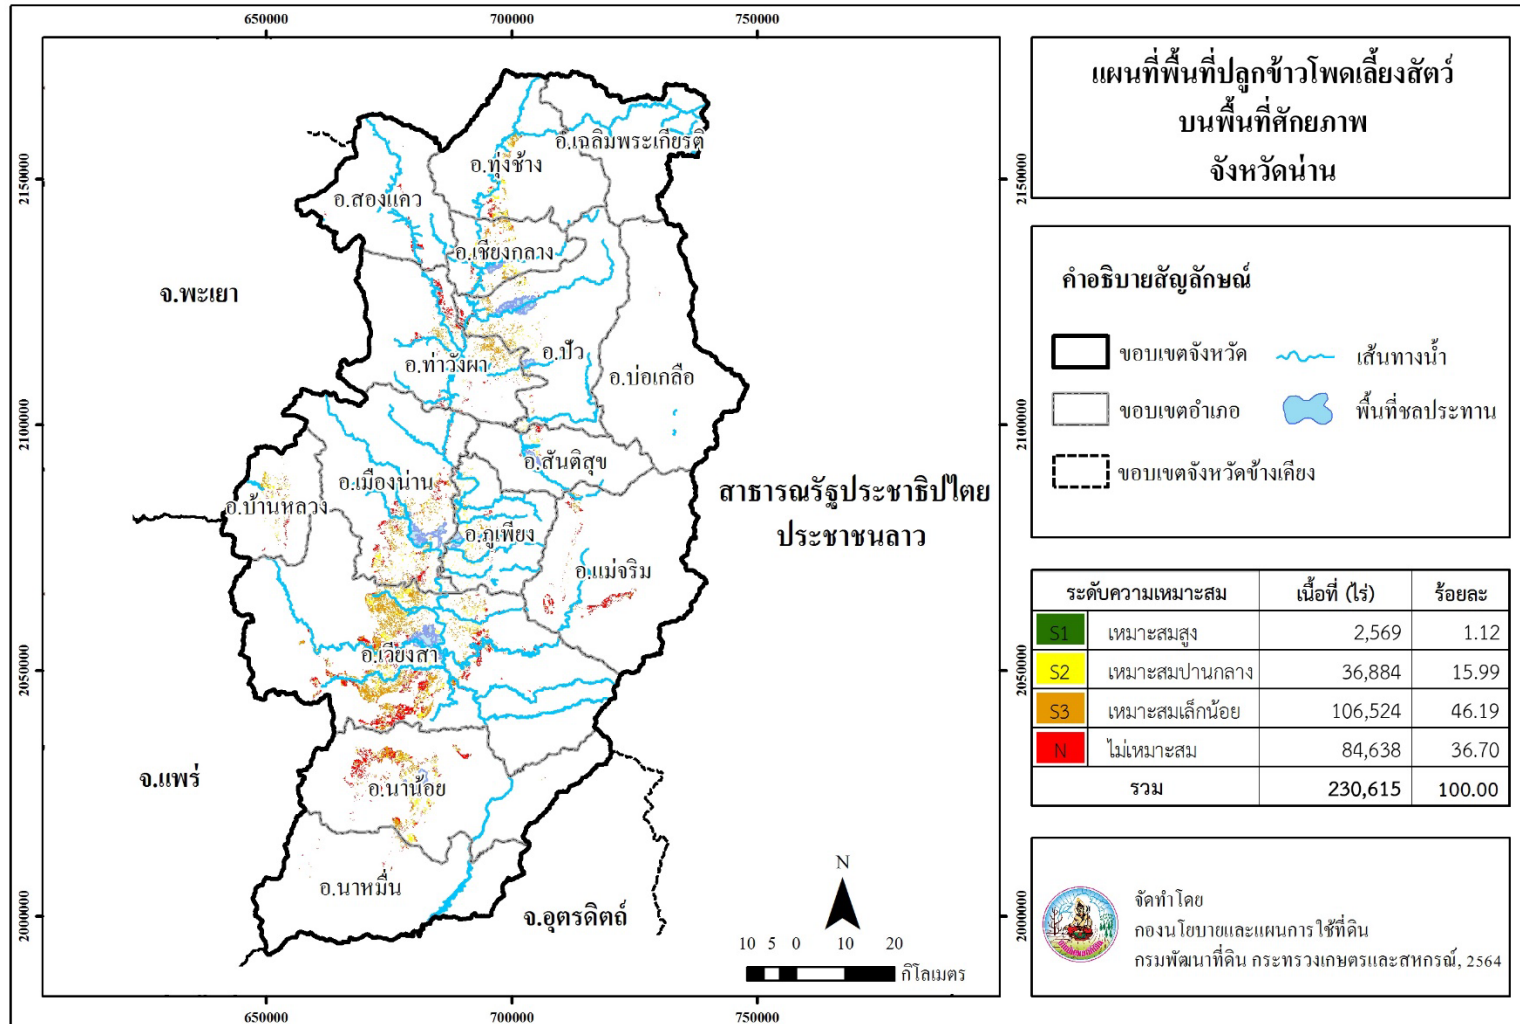 650000
700000
750000
แผนที่พื้นที่ปลูกข้าวโพดเลี้ยงสัตว์
บนพื้นที่ศักยภาพ
จังหวัดน่าน
2150000
2100000
2050000
2000000
2150000
2100000
2050000
2000000
อ.เฉลิมพระเกียรติ
อ.ทุ่งช้าง
อ.สองแคว
อ.เชียงกลาง
จ.พะเยา
อ.ปัว
อ.ท่าวังผา
อ.บ่อเกลือ
อ.สันติสุข
อ.เมืองน่าน
อ.บ้านหลวง
อ.ภูเพียง
สาธารณรัฐประชาธิปไตย
ประชาชนลาว
อ.แม่จริม
อ.เวียงสา
จ.แพร่
อ.นาน้อย
อ.นาหมื่น
จ.อุตรดิตถ์
N
10 5 0 10 20
กิโลเมตร
650000
700000
750000
คำอธิบายสัญลักษณ์
ขอบเขตจังหวัด
เส้นทางน้ำ
ขอบเขตอำเภอ
พื้นที่ชลประทาน
ขอบเขตจังหวัดข้างเคียง
ระดับความเหมาะสม เนื้อที่ (ไร่) ร้อยละ
S1 เหมาะสมสูง 2,569 1.12
S2 เหมาะสมปานกลาง 36,884 15.99
S3 เหมาะสมเล็กน้อย 106,524 46.19
N ไม่เหมาะสม 84,638 36.70
รวม 230,615 100.00
จัดทำโดย
กองนโยบายและแผนการใช้ที่ดิน
กรมพัฒนาที่ดิน กระทรวงเกษตรและสหกรณ์, 2564